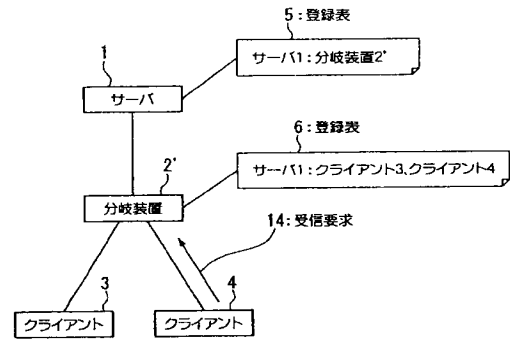 5:登録表
1
サーバ1:分岐装置2'
サーバ
6:登録表
2'
サーバ1:クライアント3、クライアント4
分岐装置
14:受信要求
3
4
クライアント
クライアント